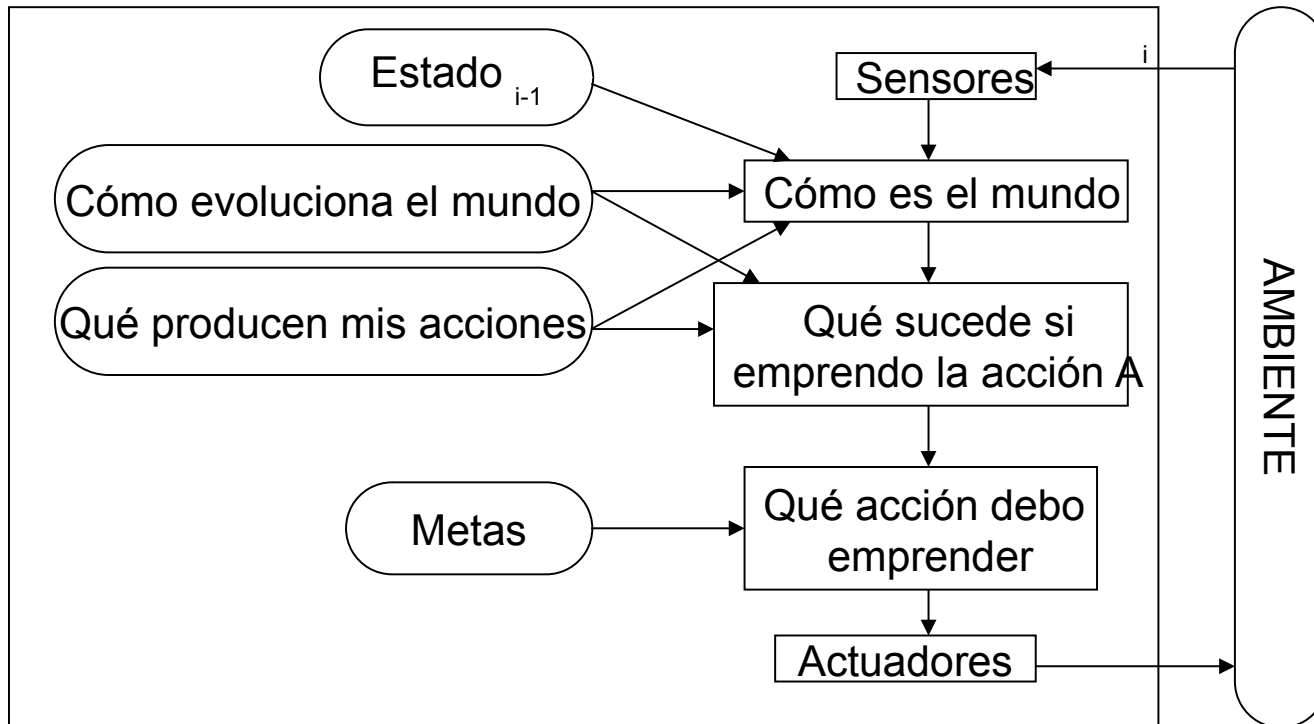 Estado i-1
i
Sensores
Cómo evoluciona el mundo
Cómo es el mundo
Qué producen mis acciones
Qué sucede si
emprendo la acción A
Metas
Qué acción debo
emprender
Actuadores
AMBIENTE